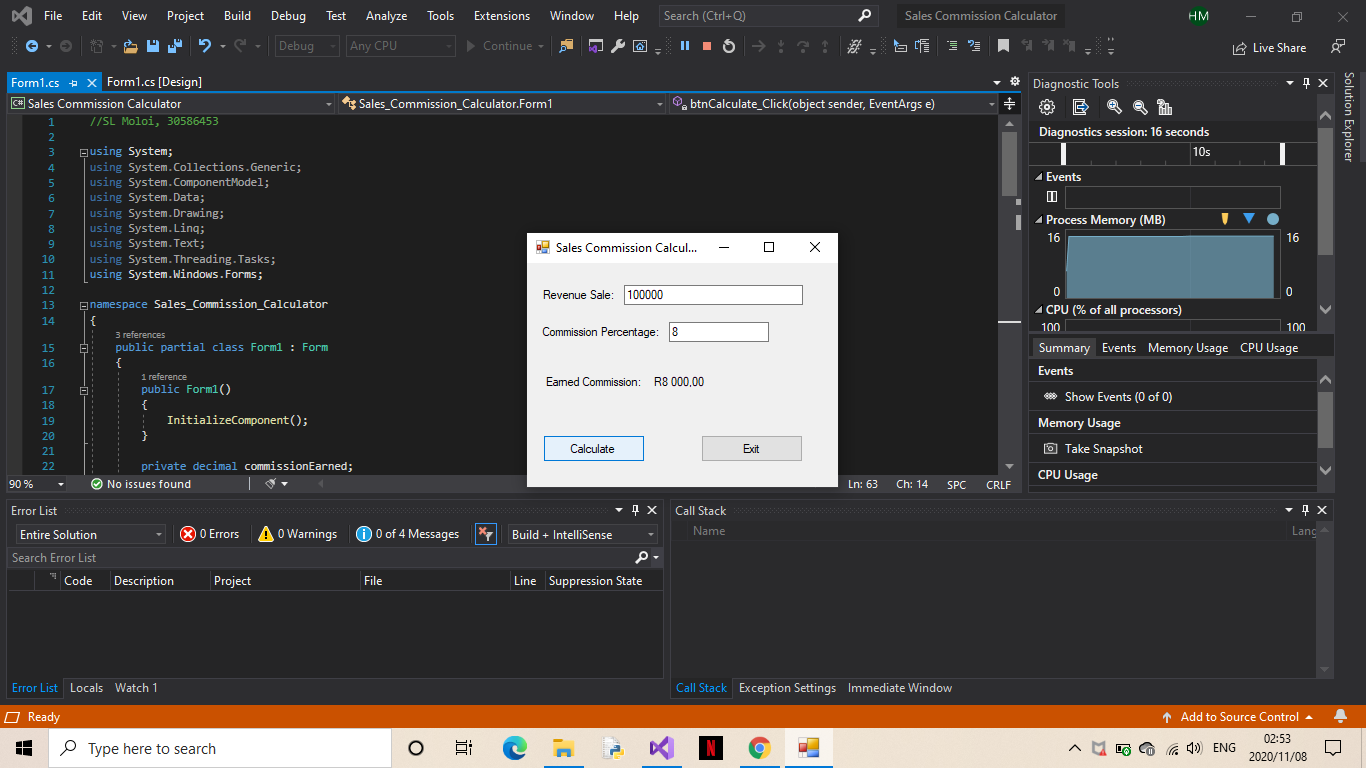 File Edit View Project Build Debug Test Analyze Tools Extensions Window Help Search (Ctrl+Q) Sales Commission Calculator HM
Debug Any CPU Continue Live Share
Form1.cs Form1.cs [Design]
C# Sales Commission Calculator Sales_Commission_Calculator.Form1 btnCalculate_Click(object sender, EventArgs e)
1 //SL Moloi, 30586453
2
3 using System;
4 using System.Collections.Generic;
5 using System.ComponentModel;
6 using System.Data;
7 using System.Drawing;
8 using System.Linq;
9 using System.Text;
10 using System.Threading.Tasks;
11 using System.Windows.Forms;
12
13 namespace Sales_Commission_Calculator
14 {
3 references
15 public partial class Form1 : Form
16 {
1 reference
17 public Form1()
18 {
19 InitializeComponent();
20 }
21
22 private decimal commissionEarned;
90 % No issues found Ln: 63 Ch: 14 SPC CRLF
Sales Commission Calcul...
Revenue Sale: 100000
Commission Percentage: 8
Earned Commission: R8 000,00
Calculate Exit
Diagnostic Tools
Diagnostics session: 16 seconds
10s
Events
Process Memory (MB)
16 16
0 0
CPU (% of all processors)
100 100
Summary Events Memory Usage CPU Usage
Events
Show Events (0 of 0)
Memory Usage
Take Snapshot
CPU Usage
Solution Explorer
Error List
Entire Solution 0 Errors 0 Warnings 0 of 4 Messages Build + IntelliSense
Search Error List
Code Description Project File Line Suppression State
Error List Locals Watch 1
Call Stack
Name Lang
Call Stack Exception Settings Immediate Window
Ready Add to Source Control
Type here to search N ENG 02:53
2020/11/08